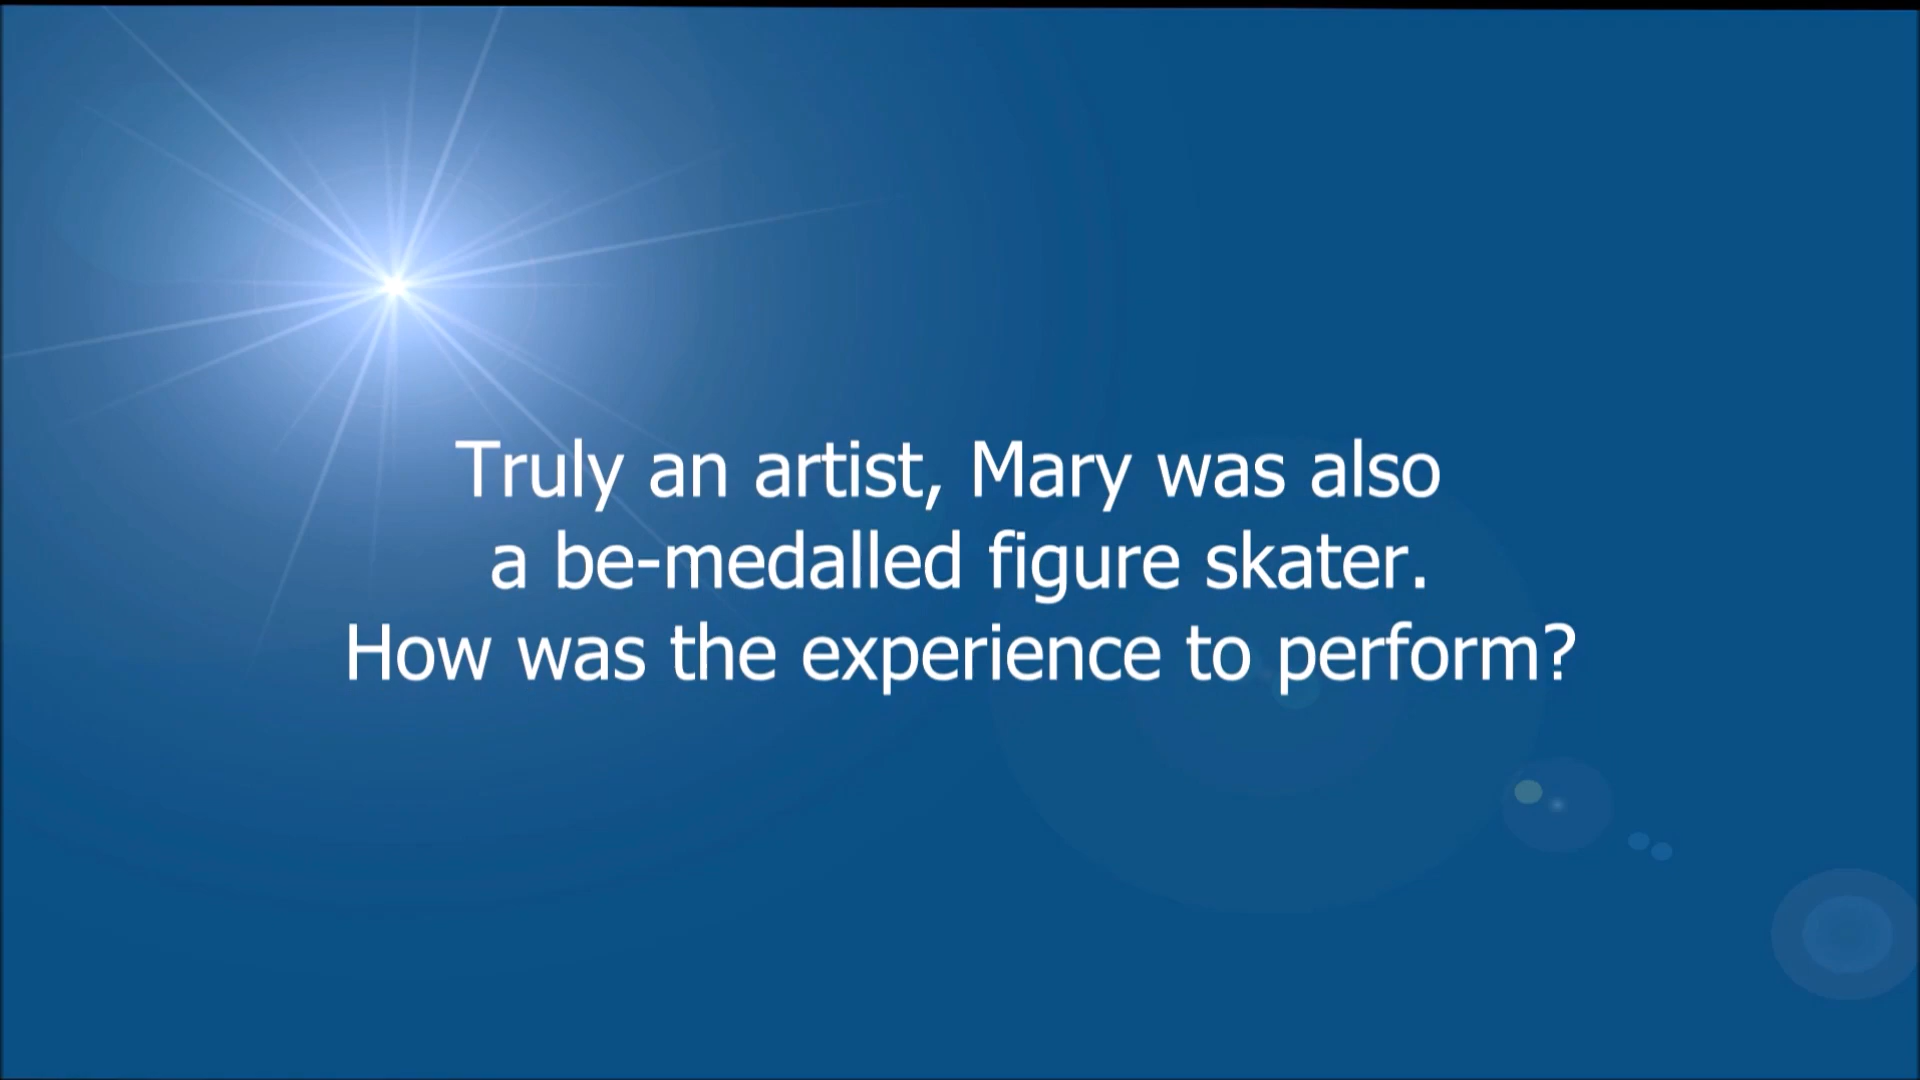 Truly an artist, Mary was also
a be-medalled figure skater.
How was the experience to perform?